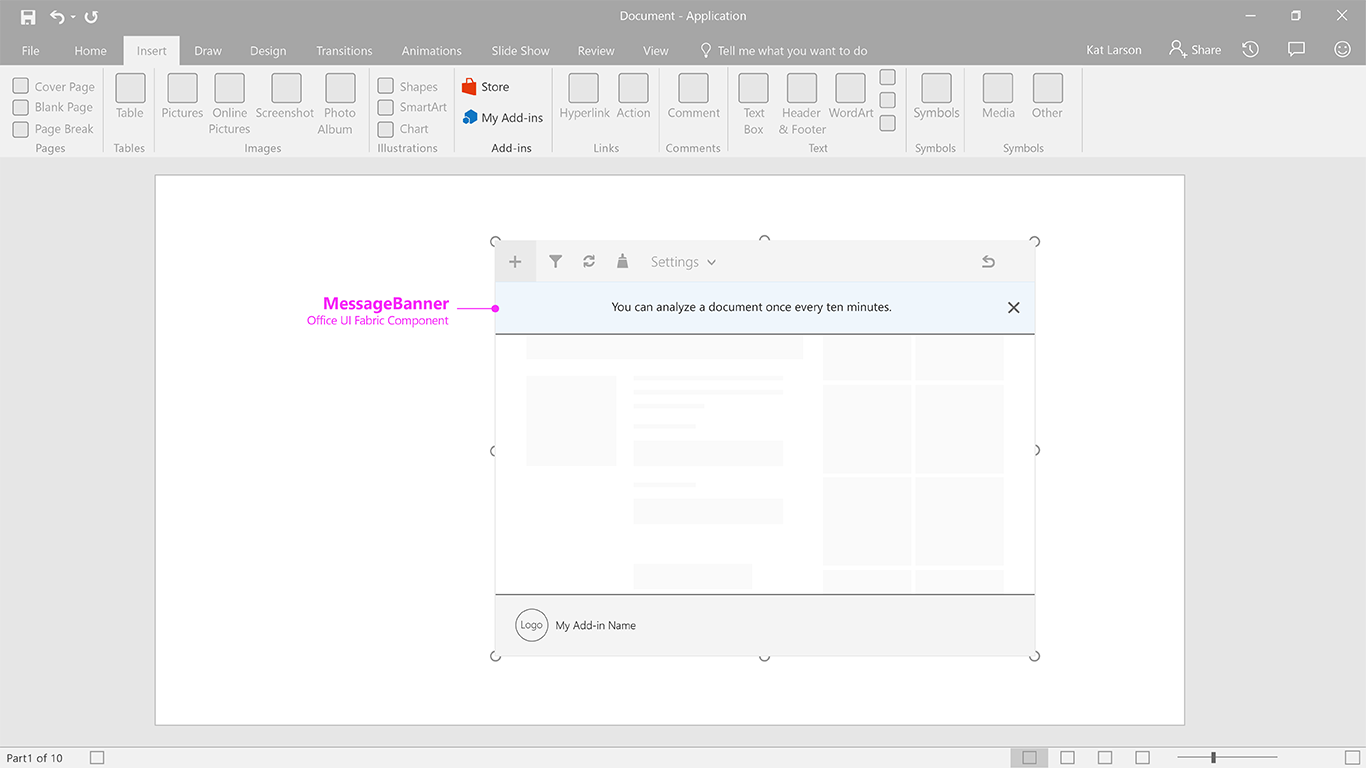 Document - Application
File Home Insert Draw Design Transitions Animations Slide Show Review View Tell me what you want to do Kat Larson Share
Cover Page
Blank Page
Page Break
Pages
Table
Tables
Pictures
Online
Pictures
Screenshot
Photo
Album
Images
Shapes
SmartArt
Chart
Illustrations
Store
My Add-ins
Add-ins
Hyperlink
Action
Links
Comment
Comments
Text
Box
Header
& Footer
WordArt
Text
Symbols
Symbols
Media
Other
Symbols
Settings
MessageBanner
Office UI Fabric Component
You can analyze a document once every ten minutes.
Logo
My Add-in Name
Part1 of 10